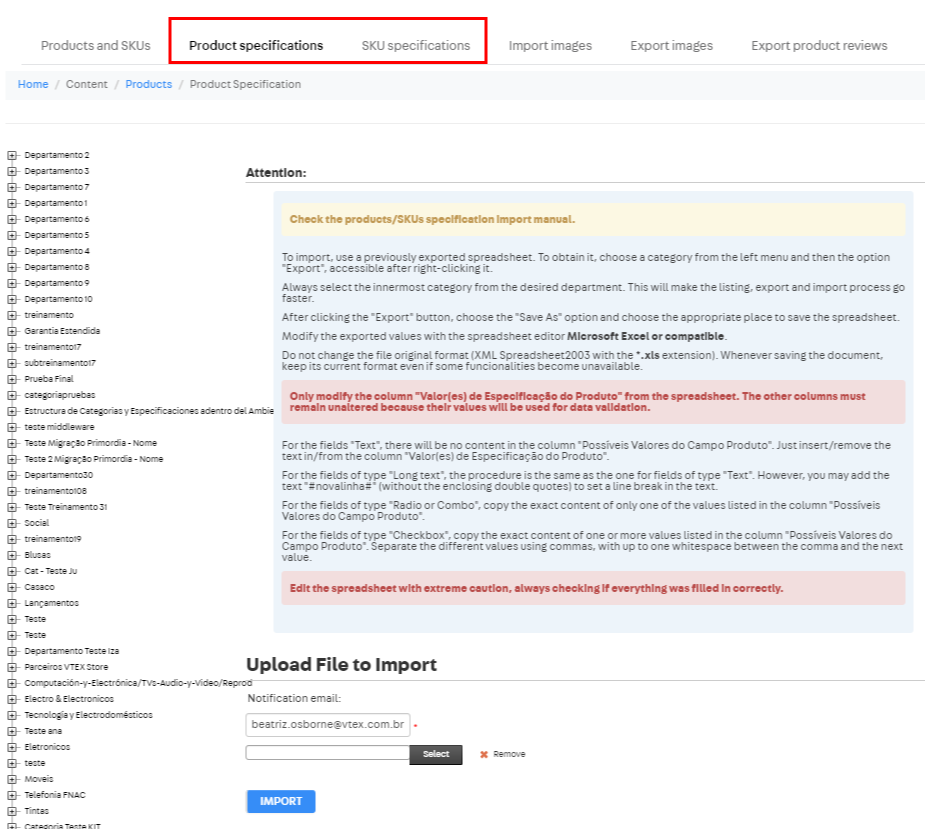 Products and SKUs Product specifications SKU specifications Import images Export images Export product reviews
Home / Content / Products / Product Specification
Departamento 2
Departamento 3
Departamento 7
Departamento 1
Departamento 6
Departamento 5
Departamento 4
Departamento 8
Departamento 9
Departamento 10
treinamento
Garantia Estendida
treinamento17
subtreinamento17
Prueba Final
categoriapruebas
Estructura de Categorias y Especificaciones adentro del Ambie
teste middleware
Teste Migração Primordia - Nome
Teste 2 Migração Primordia - Nome
Departamento30
treinamento108
Teste Treinamento 31
Social
treinamento19
Blusas
Cat - Teste Ju
Casaco
Lançamentos
Teste
Teste
Departamento Teste Iza
Parceiros VTEX Store
Computación-y-Electrónica/TVs-Audio-y-Video/Reprod
Electro & Electronicos
Tecnología y Electrodomésticos
Teste ana
Eletronicos
teste
Moveis
Telefonia FNAC
Tintas
Categoria Teste KIT
Attention:
Check the products/SKUs specification import manual.
To import, use a previously exported spreadsheet. To obtain it, choose a category from the left menu and then the option
"Export", accessible after right-clicking it.
Always select the innermost category from the desired department. This will make the listing, export and import process go
faster.
After clicking the "Export" button, choose the "Save As" option and choose the appropriate place to save the spreadsheet.
Modify the exported values with the spreadsheet editor Microsoft Excel or compatible.
Do not change the file original format (XML Spreadsheet2003 with the *.xls extension). Whenever saving the document,
keep its current format even if some funcionalities become unavailable.
Only modify the column "Valor(es) de Especificação do Produto" from the spreadsheet. The other columns must
remain unaltered because their values will be used for data validation.
For the fields "Text", there will be no content in the column "Possíveis Valores do Campo Produto". Just insert/remove the
text in/from the column "Valor(es) de Especificação do Produto".
For the fields of type "Long text", the procedure is the same as the one for fields of type "Text". However, you may add the
text "#novalinha#" (without the enclosing double quotes) to set a line break in the text.
For the fields of type "Radio or Combo", copy the exact content of only one of the values listed in the column "Possíveis
Valores do Campo Produto".
For the fields of type "Checkbox", copy the exact content of one or more values listed in the column "Possíveis Valores do
Campo Produto". Separate the different values using commas, with up to one whitespace between the comma and the next
value.
Edit the spreadsheet with extreme caution, always checking if everything was filled in correctly.
Upload File to Import
Notification email:
beatriz.osborne@vtex.com.br *
Select Remove
IMPORT